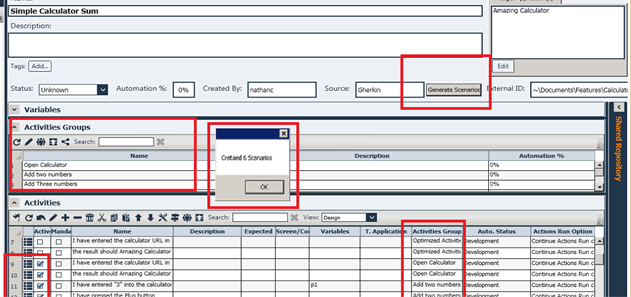 Name:
Simple Calculator Sum
Amazing Calculator
Description:
Tags: Add...
Edit
Status: Unknown Automation %: 0% Created By: nathanc Source: Gherkin Generate Scenarios External ID: ~\Documents\Features\Calculat
Variables
Activities Groups
Search:
Name Description Automation %
1 Open Calculator 0%
2 Add two numbers 0%
3 Add Three numbers 0%
Cretaed 6 Scenarios
OK
Shared Repository
Activities
Search: View: Design
Activ Manda Name Description Expected Screen/Co Variables T. Application Activities Group Auto. Status Actions Run Option
7 I have entered the calculator URL in Optimized Activiti Development Continue Actions Run o
8 the result should Amazing Calculator Optimized Activiti Development Continue Actions Run o
9 I have entered the calculator URL in Open Calculator Development Continue Actions Run o
10 the result should Amazing Calculator Open Calculator Development Continue Actions Run o
11 I have entered "3" into the calculator p1 Add two numbers Development Continue Actions Run o
12 I have pressed the Plus button Add two numbers Development Continue Actions Run o